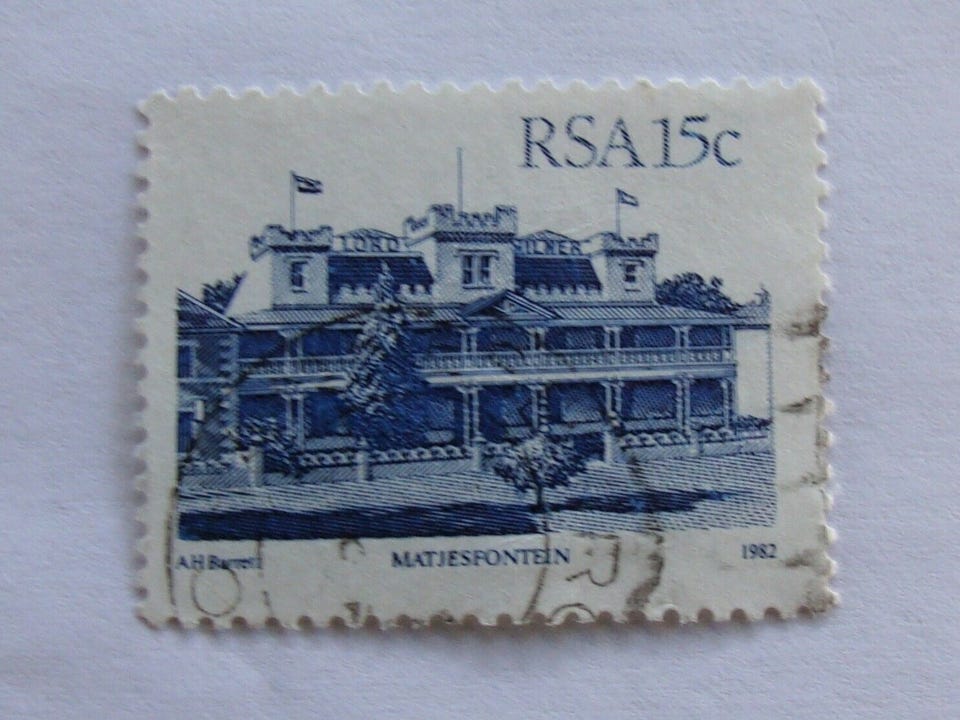 RSA 15c
LORD MILNER
A H Barrett MATJESFONTEIN 1982